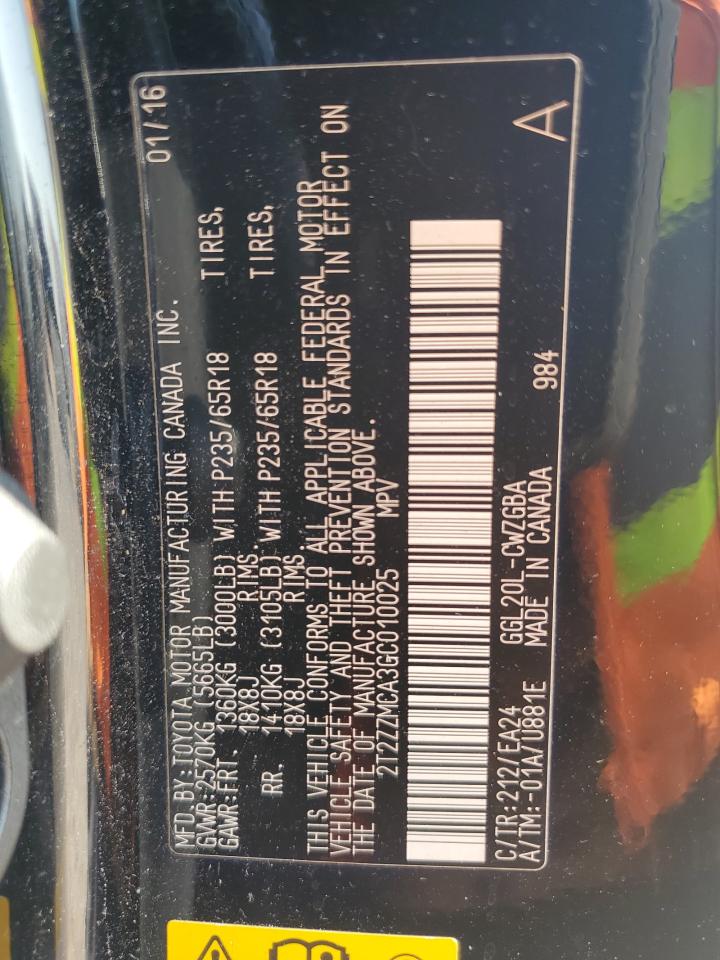 MFD.BY:TOYOTA MOTOR MANUFACTURING CANADA INC. 01/16
GVWR:2570KG (5665LB)
GAWR:FRT. 1360KG (3000LB) WITH P235/65R18 TIRES,
18X8J RIMS.
RR. 1410KG (3105LB) WITH P235/65R18 TIRES,
18X8J RIMS.
THIS VEHICLE CONFORMS TO ALL APPLICABLE FEDERAL MOTOR
VEHICLE SAFETY AND THEFT PREVENTION STANDARDS IN EFFECT ON
THE DATE OF MANUFACTURE SHOWN ABOVE.
2T2ZZMCA3GC010025 MPV
C/TR:212/EA24 GGL20L-CWZGBA
A/TM:-01A/U881E MADE IN CANADA 984 A